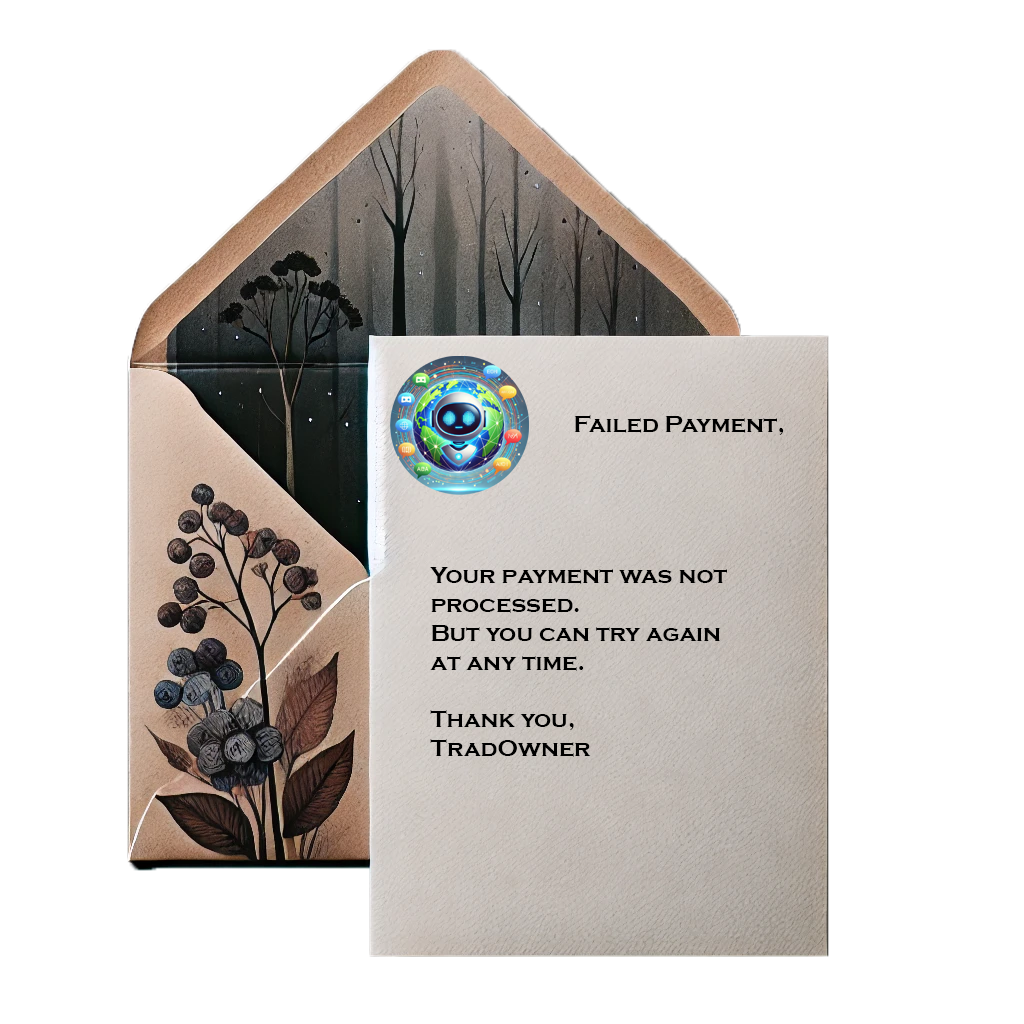 Failed Payment,
Your payment was not
processed.
But you can try again
at any time.
Thank you,
TradOwner